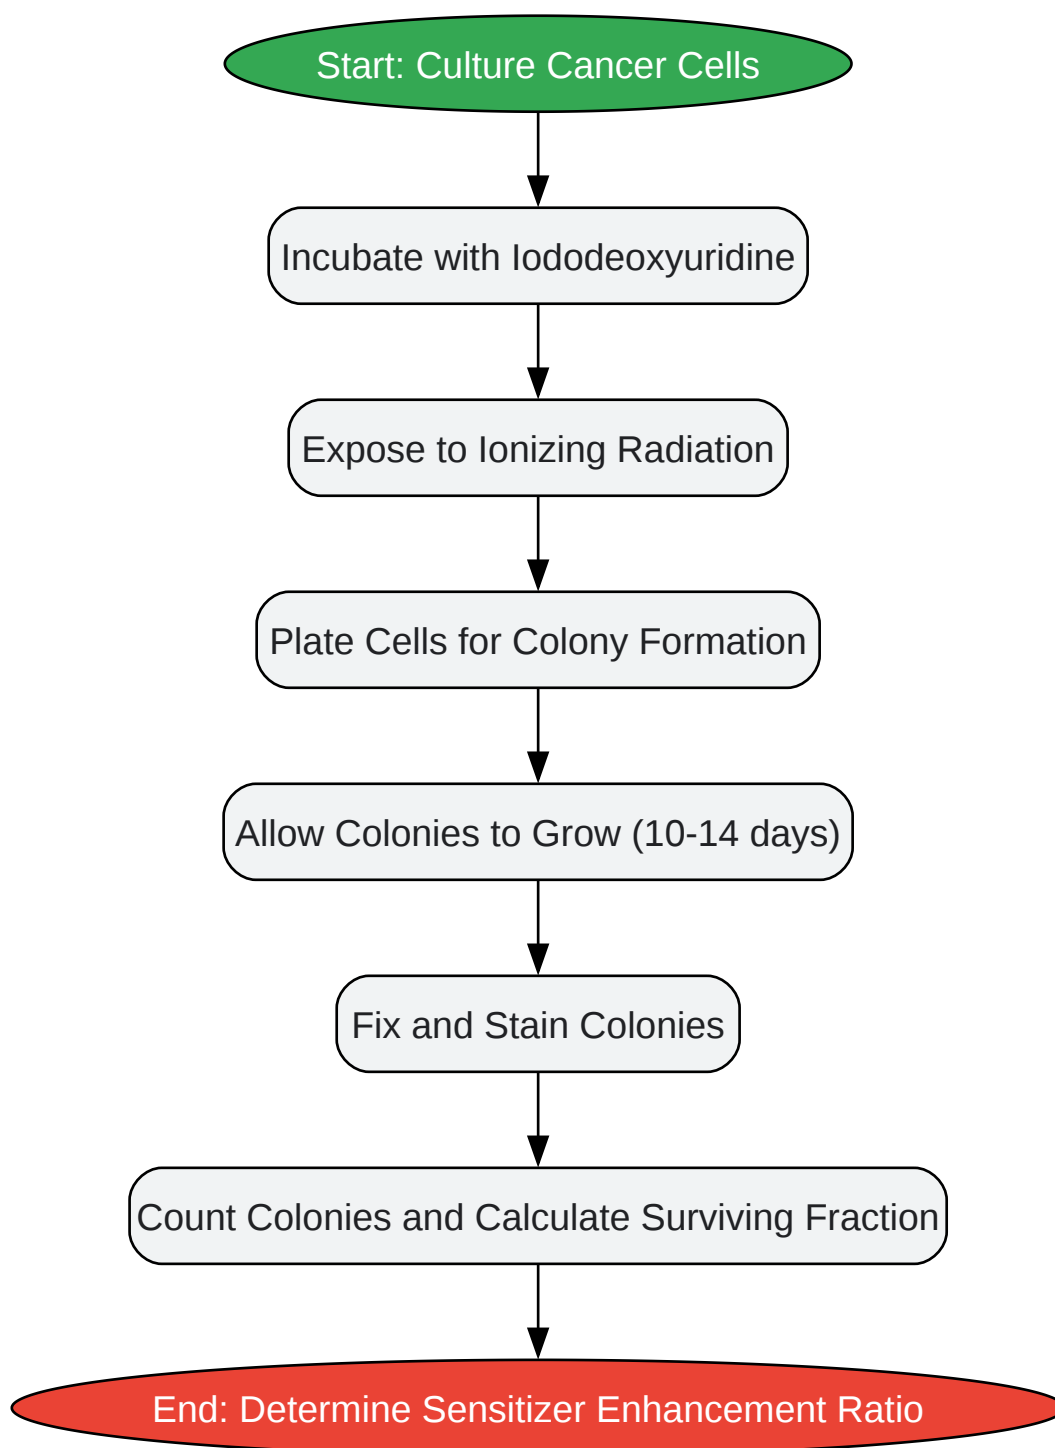 Start: Culture Cancer Cells
Incubate with Iododeoxyuridine
Expose to Ionizing Radiation
Plate Cells for Colony Formation
Allow Colonies to Grow (10-14 days)
Fix and Stain Colonies
Count Colonies and Calculate Surviving Fraction
End: Determine Sensitizer Enhancement Ratio